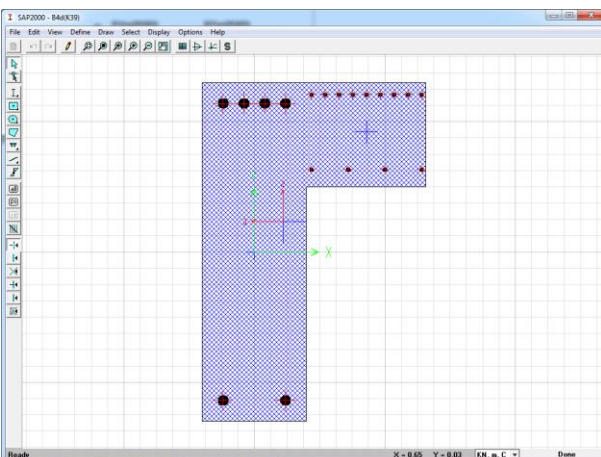 SAP2000 - B4d(K39)
File Edit View Define Draw Select Display Options Help
X
Ready
X = 0.65 Y = 0.03 KN, m, C Done